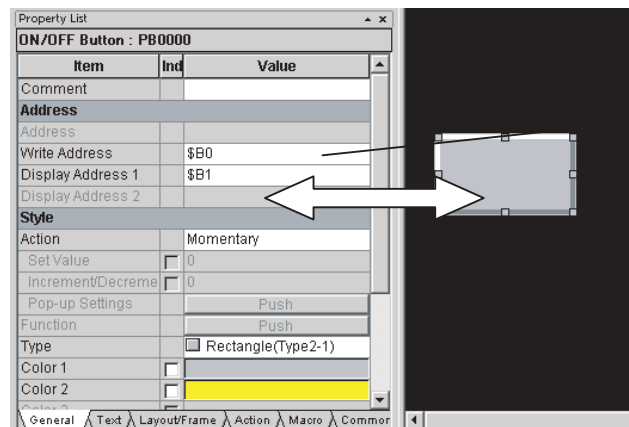 Property List
ON/OFF Button : PB0000
Item Ind Value
Comment
Address
Address
Write Address $B0
Display Address 1 $B1
Display Address 2
Style
Action Momentary
Set Value 0
Increment/Decreme 0
Pop-up Settings Push
Function Push
Type Rectangle(Type2-1)
Color 1
Color 2
General Text Layout/Frame Action Macro Commor